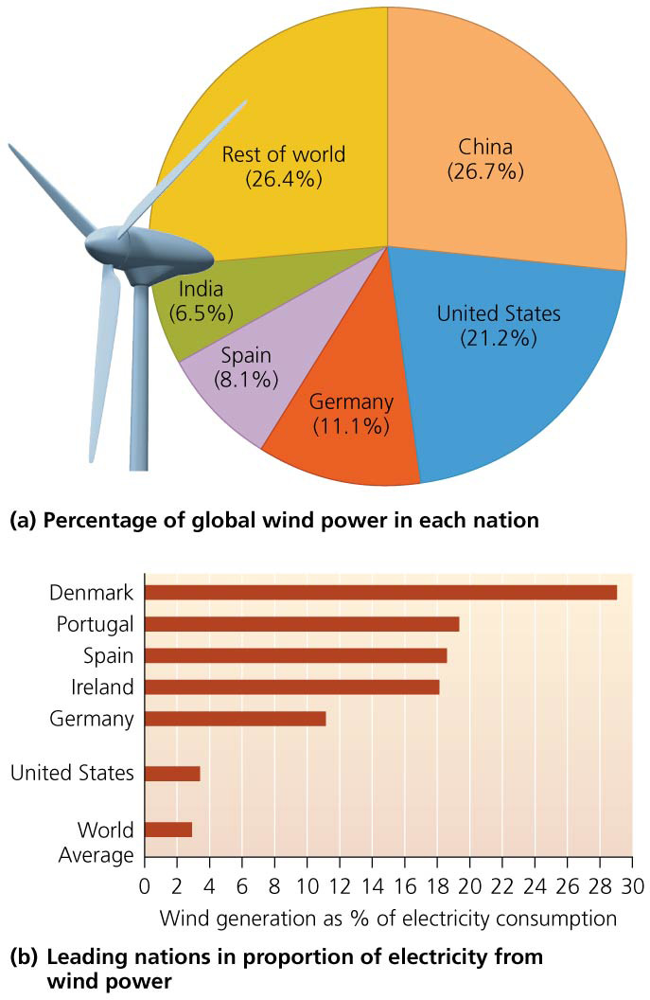 Rest of world
(26.4%)
China
(26.7%)
India
(6.5%)
United States
(21.2%)
Spain
(8.1%)
Germany
(11.1%)
(a) Percentage of global wind power in each nation
Denmark
Portugal
Spain
Ireland
Germany
United States
World
Average
0 2 4 6 8 10 12 14 16 18 20 22 24 26 28 30
Wind generation as % of electricity consumption
(b) Leading nations in proportion of electricity from
wind power